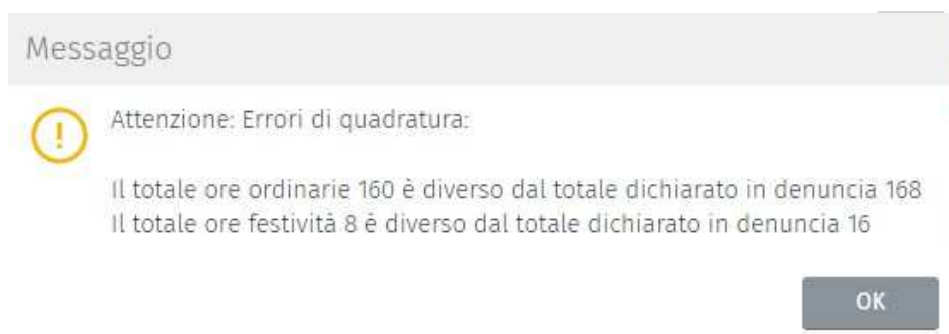 Messaggio
Attenzione: Errori di quadratura:
Il totale ore ordinarie 160 è diverso dal totale dichiarato in denuncia 168
Il totale ore festività 8 è diverso dal totale dichiarato in denuncia 16
OK